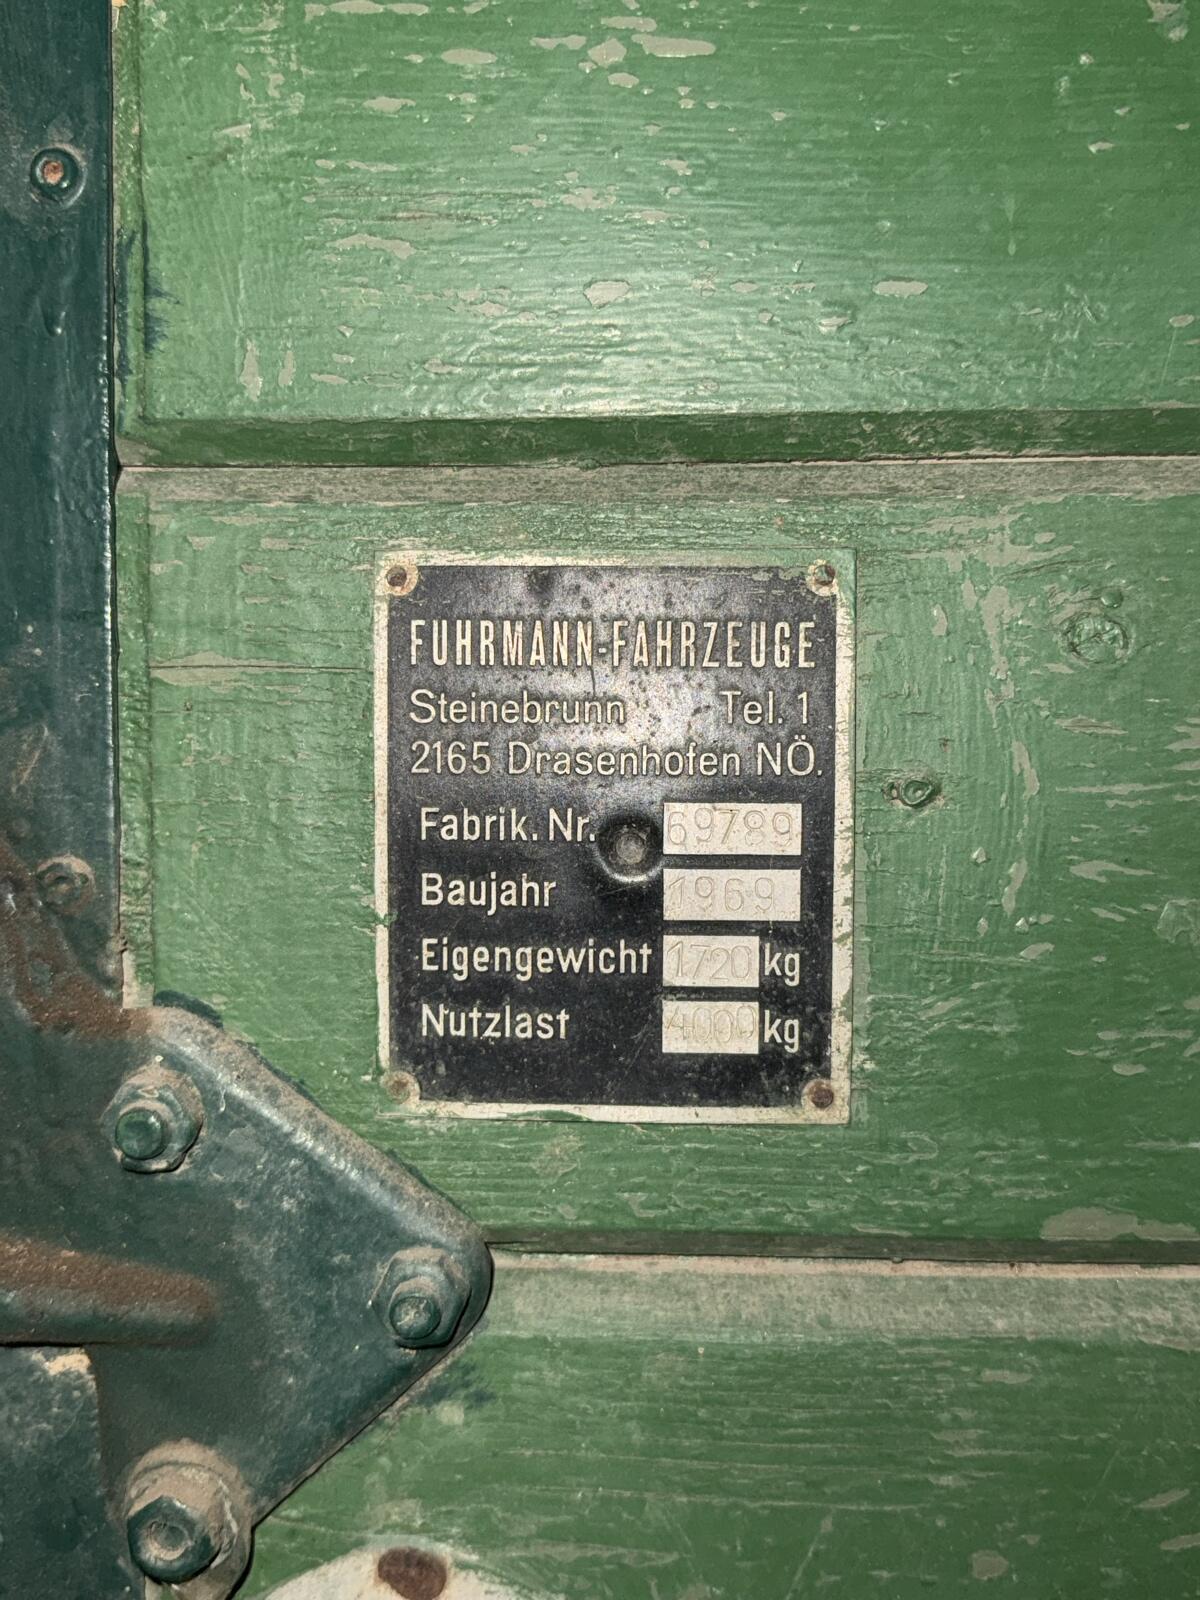 FUHRMANN-FAHRZEUGE
Steinebrunn Tel. 1
2165 Drasenhofen NÖ.
Fabrik. Nr. 69789
Baujahr 1969
Eigengewicht 1720 kg
Nutzlast 4000 kg